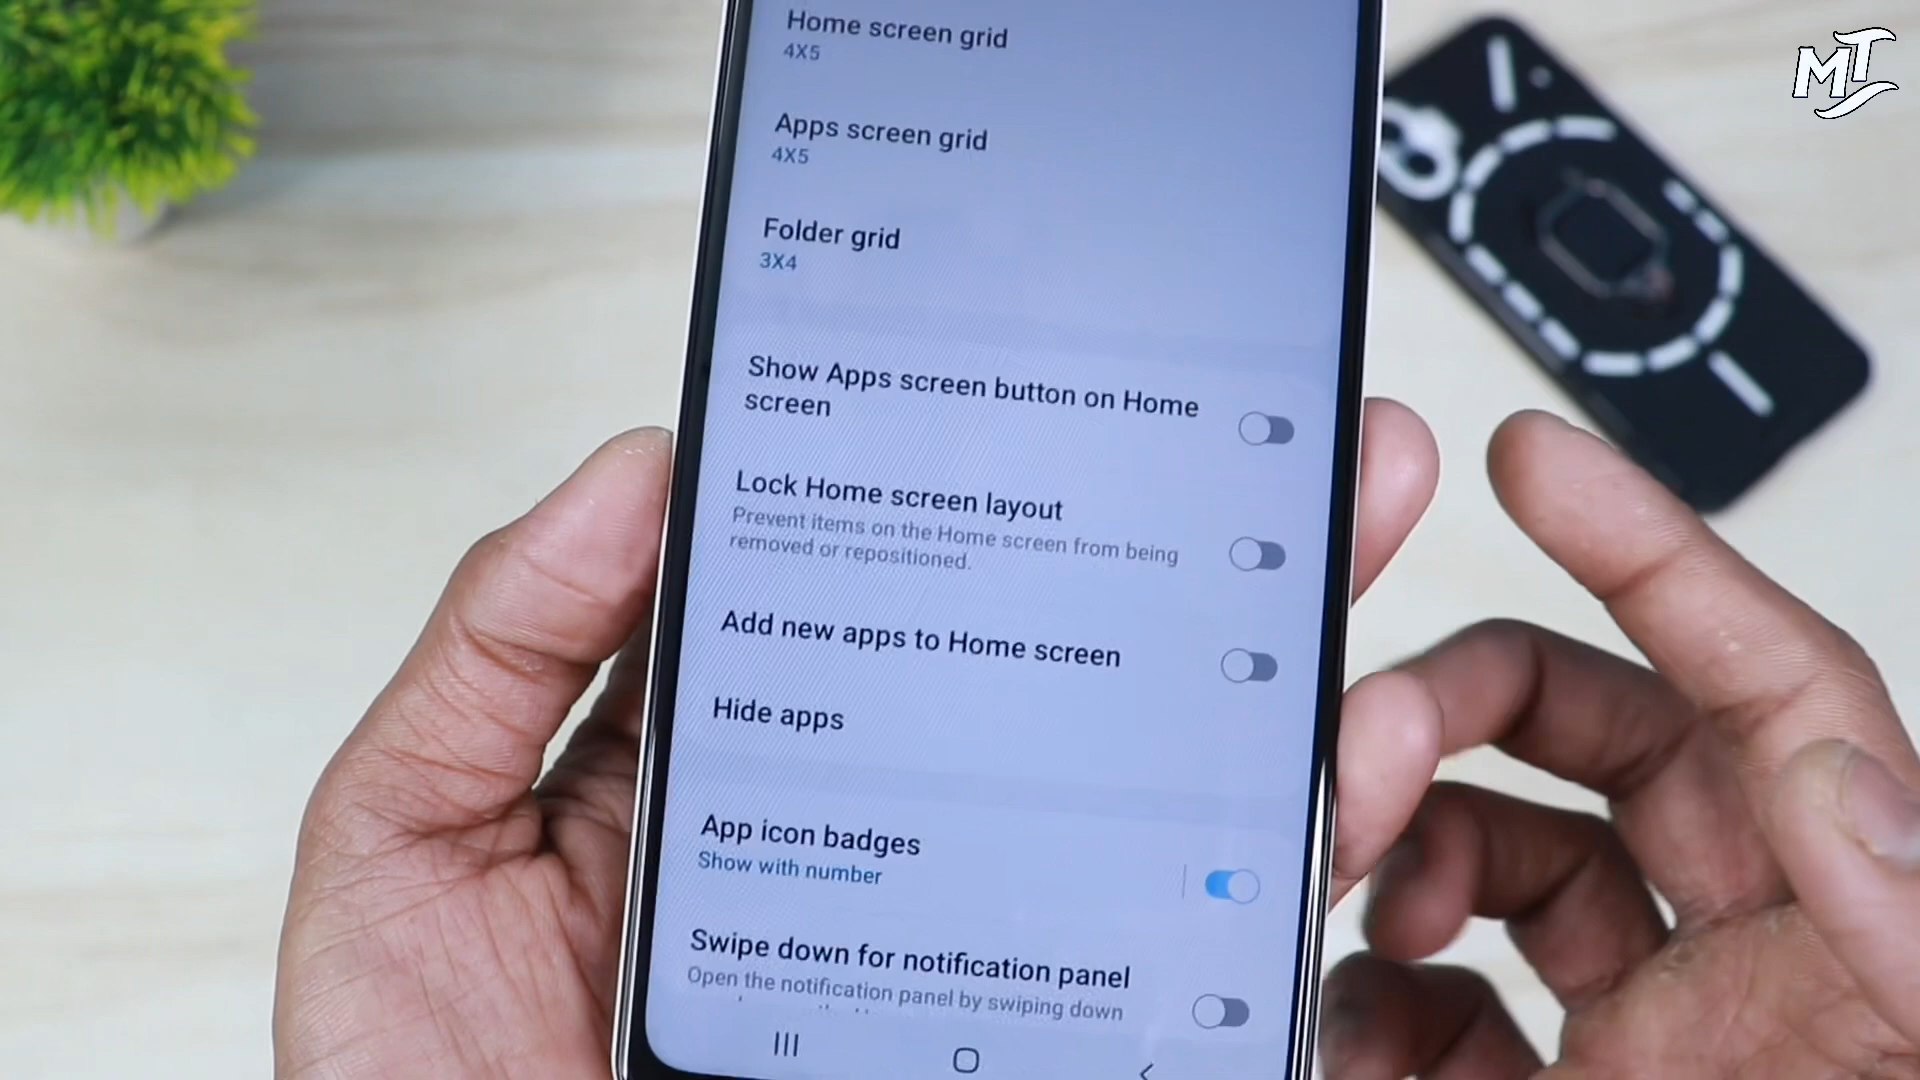 MT
Home screen grid
4X5
Apps screen grid
4X5
Folder grid
3X4
Show Apps screen button on Home
screen
Lock Home screen layout
Prevent items on the Home screen from being
removed or repositioned.
Add new apps to Home screen
Hide apps
App icon badges
Show with number
Swipe down for notification panel
Open the notification panel by swiping down